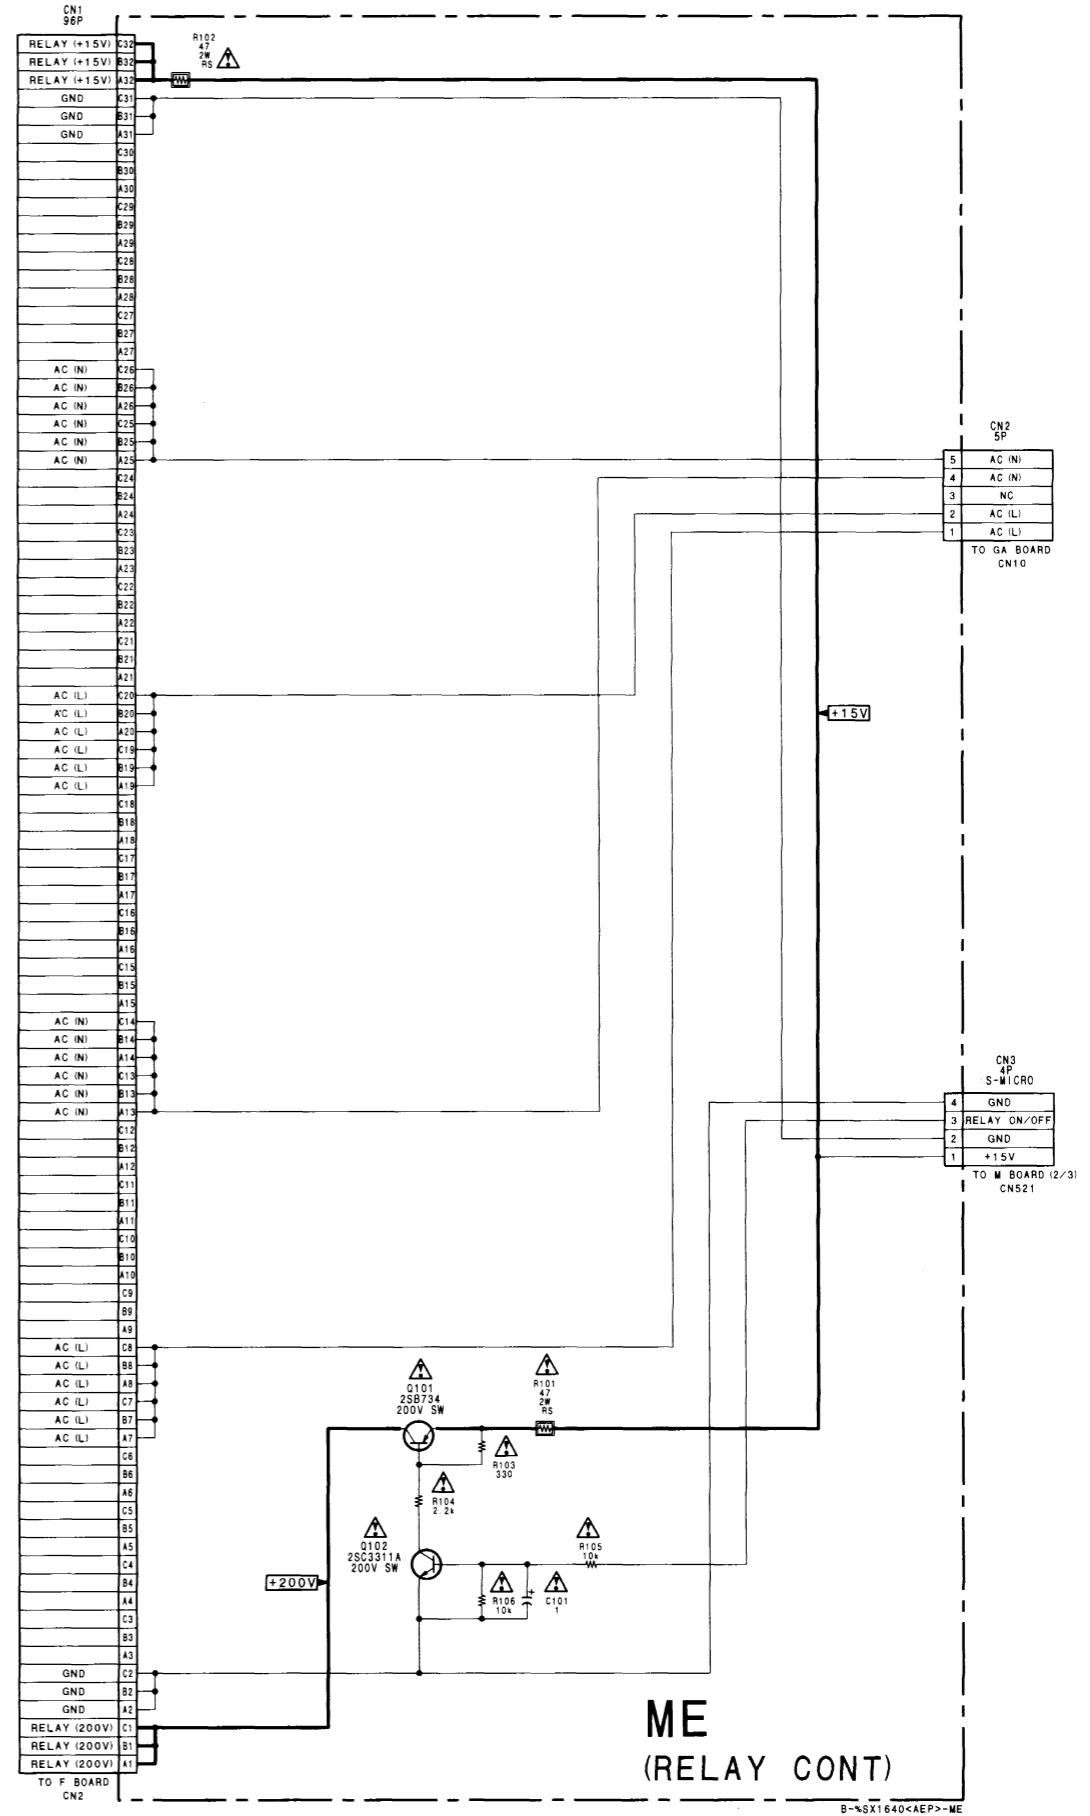 CN1
96P
RELAY (+15V) C32
RELAY (+15V) B32
RELAY (+15V) A32
GND C31
GND B31
GND A31
C30
B30
A30
C29
B29
A29
C28
B28
A28
C27
B27
A27
AC (N) C26
AC (N) B26
AC (N) A26
AC (N) C25
AC (N) B25
AC (N) A25
C24
B24
A24
C23
B23
A23
C22
B22
A22
C21
B21
A21
AC (L) C20
AC (L) B20
AC (L) A20
AC (L) C19
AC (L) B19
AC (L) A19
C18
B18
A18
C17
B17
A17
C16
B16
A16
C15
B15
A15
AC (N) C14
AC (N) B14
AC (N) A14
AC (N) C13
AC (N) B13
AC (N) A13
C12
B12
A12
C11
B11
A11
C10
B10
A10
C9
B9
A9
AC (L) C8
AC (L) B8
AC (L) A8
AC (L) C7
AC (L) B7
AC (L) A7
C6
B6
A6
C5
B5
A5
C4
B4
A4
C3
B3
A3
GND C2
GND B2
GND A2
RELAY (200V) C1
RELAY (200V) B1
RELAY (200V) A1
TO F BOARD
CN2
R102
47
2W
RS
+15V
CN2
5P
5 AC (N)
4 AC (N)
3 NC
2 AC (L)
1 AC (L)
TO GA BOARD
CN10
CN3
4P
S-MICRO
4 GND
3 RELAY ON/OFF
2 GND
1 +15V
TO M BOARD (2/3)
CN521
Q101
2SB734
200V SW
R101
47
2W
RS
R103
330
R104
2.2k
Q102
2SC3311A
200V SW
R105
10k
+200V
R106
10k
+
C101
1
ME
(RELAY CONT)
B-%SX1640<AEP>-ME